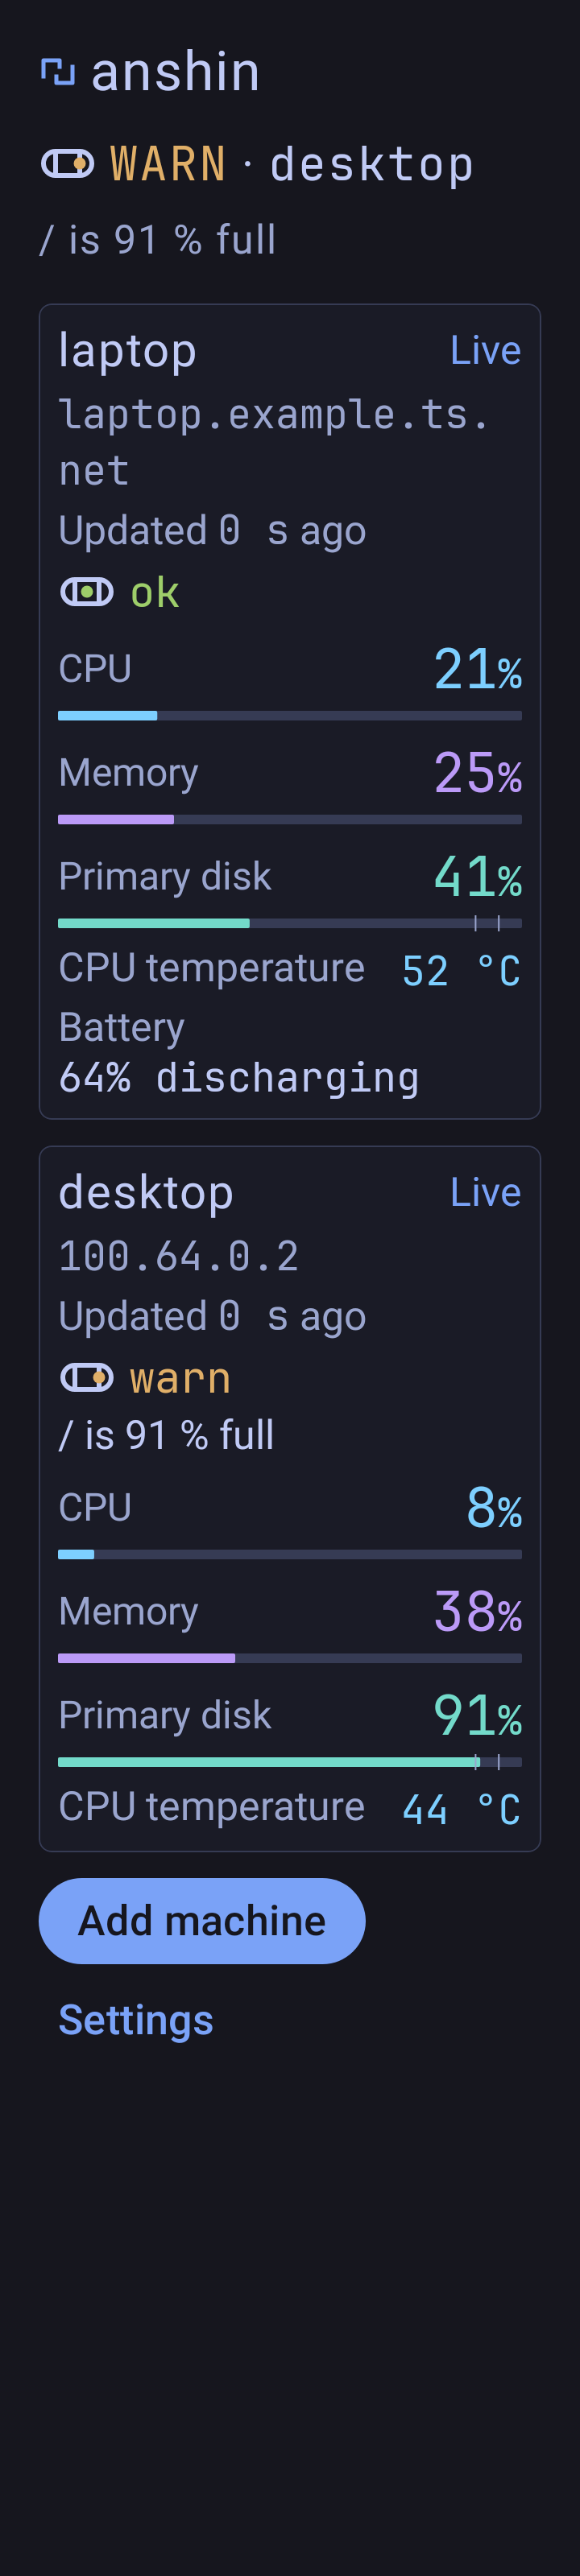 anshin
WARN · desktop
/ is 91 % full
laptop Live
laptop.example.ts.
net
Updated 0 s ago
ok
CPU 21%
Memory 25%
Primary disk 41%
CPU temperature 52 °C
Battery
64% discharging
desktop Live
100.64.0.2
Updated 0 s ago
warn
/ is 91 % full
CPU 8%
Memory 38%
Primary disk 91%
CPU temperature 44 °C
Add machine
Settings